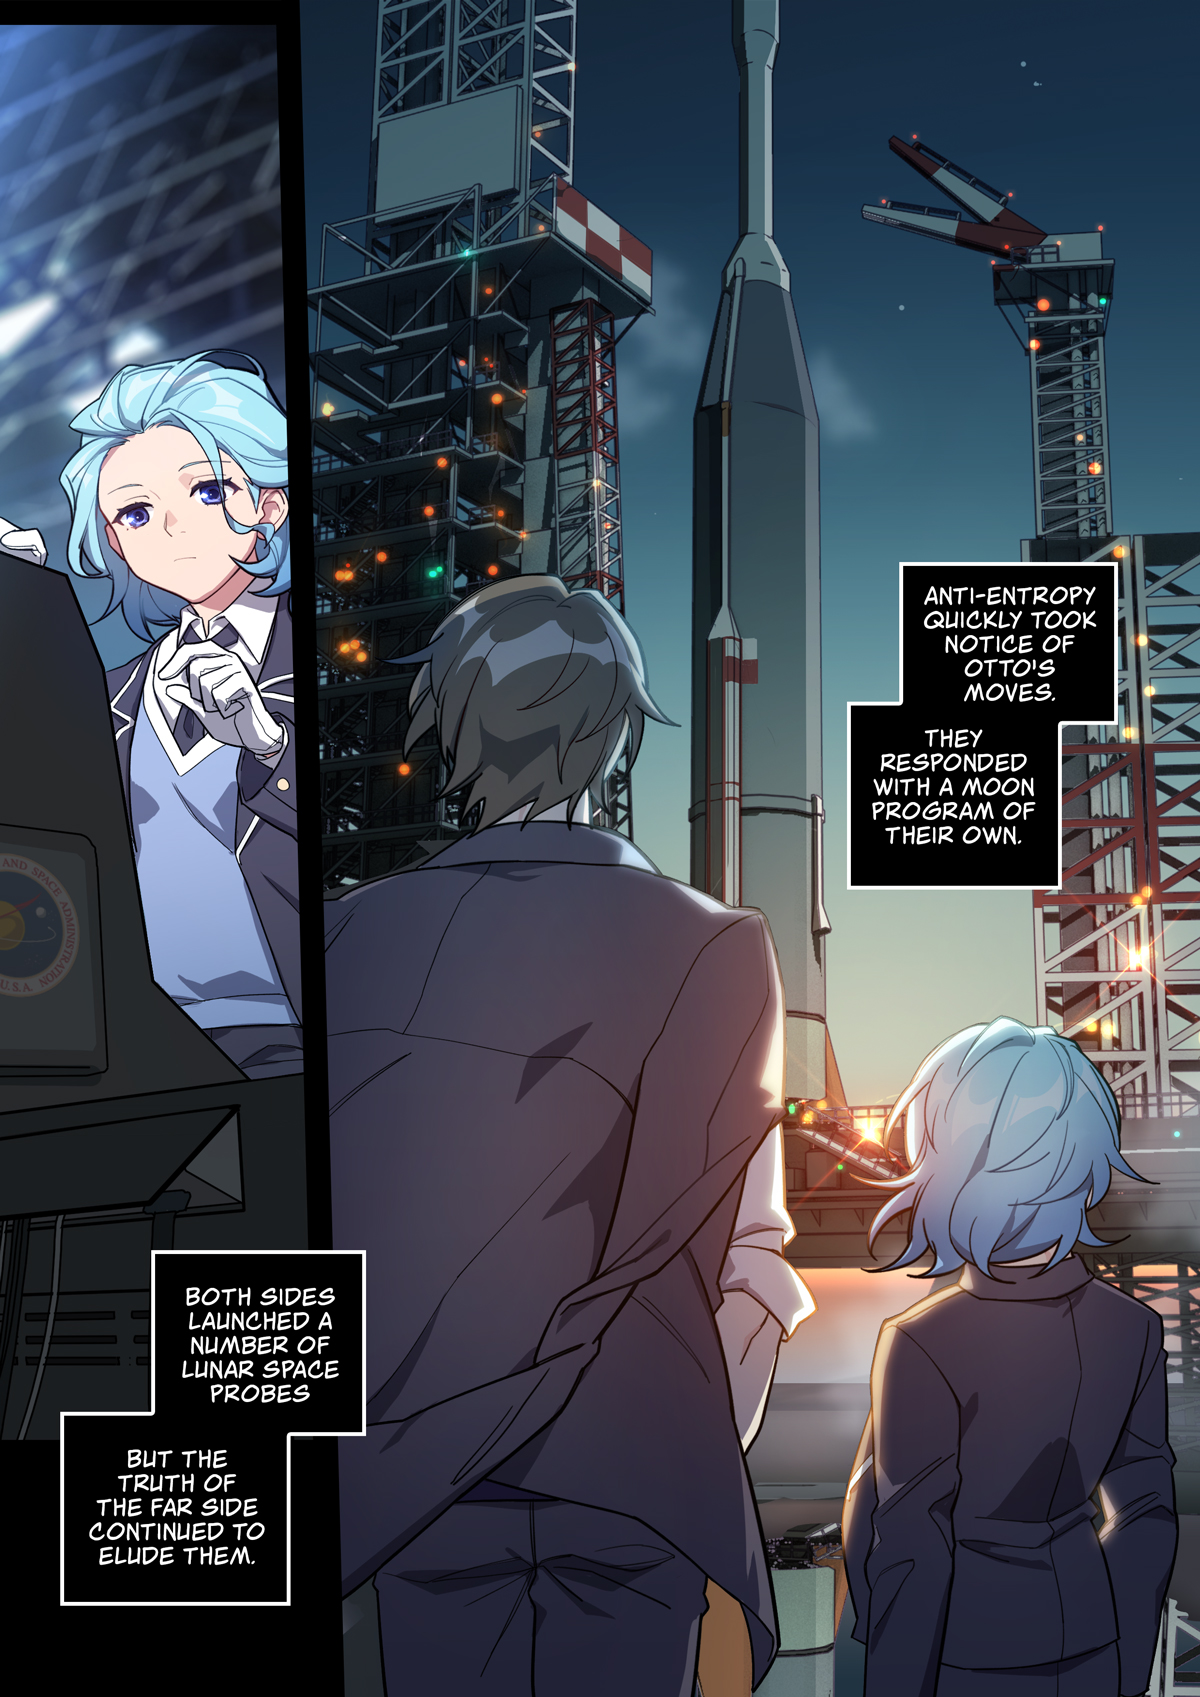 ANTI-ENTROPY
QUICKLY TOOK
NOTICE OF
OTTO'S
MOVES.
THEY
RESPONDED
WITH A MOON
PROGRAM OF
THEIR OWN.
AND SPACE ADMINISTRATION
U.S.A.
BOTH SIDES
LAUNCHED A
NUMBER OF
LUNAR SPACE
PROBES
BUT THE
TRUTH OF
THE FAR SIDE
CONTINUED TO
ELUDE THEM.